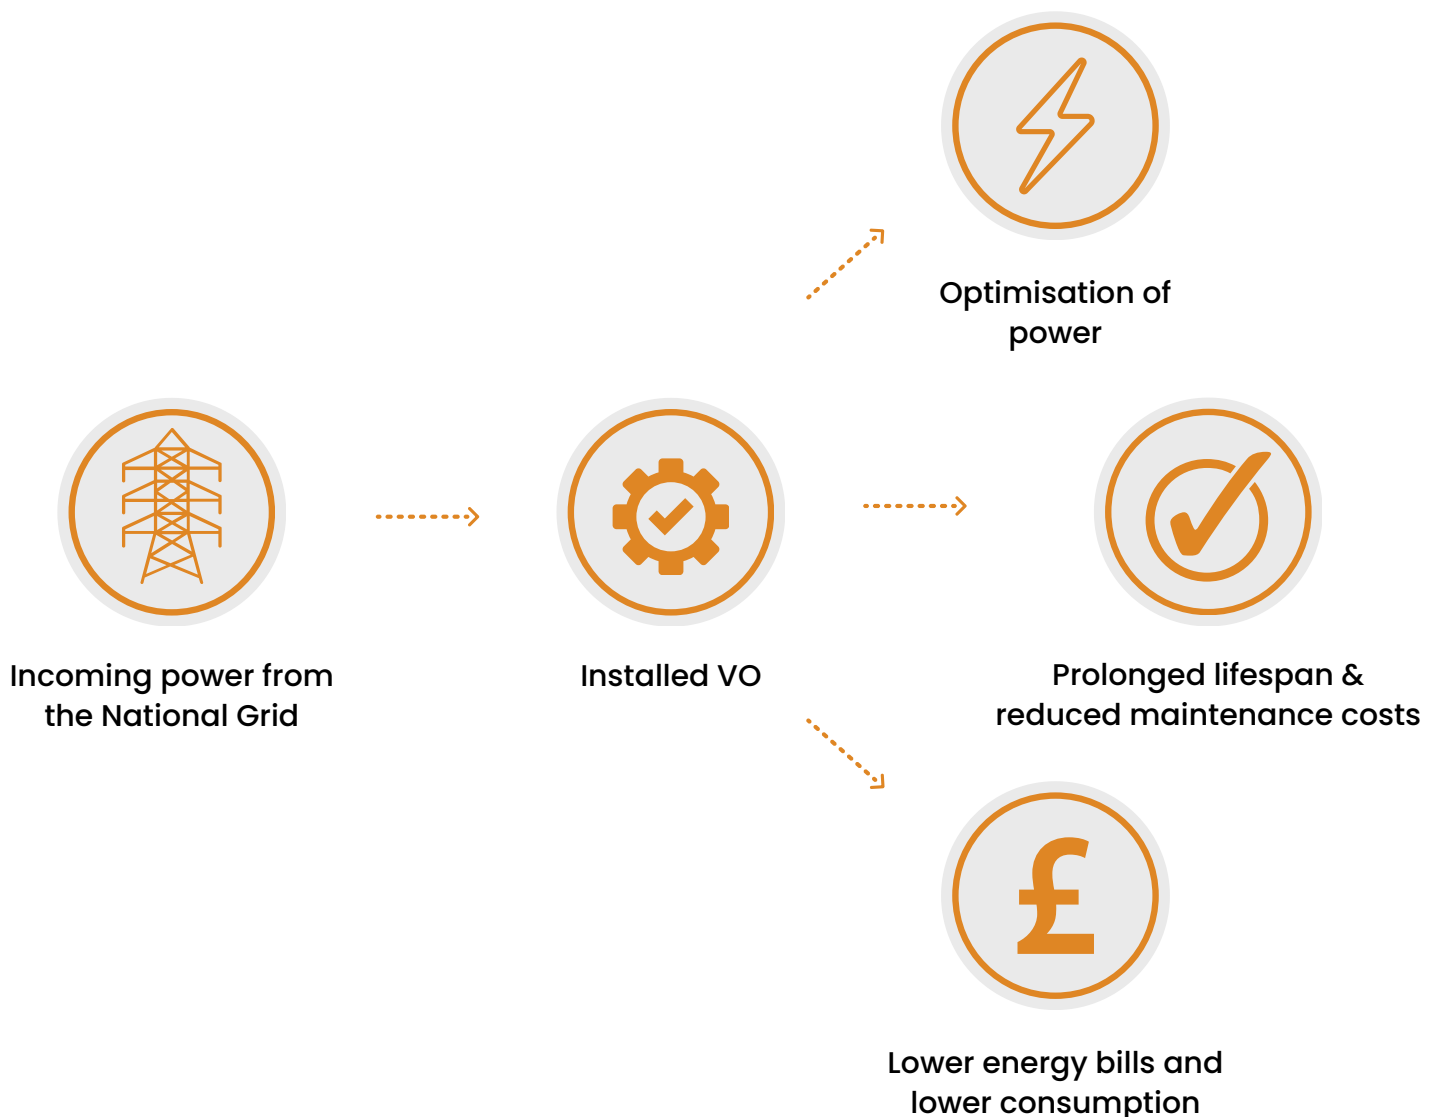 Optimisation of
power
Incoming power from
the National Grid
Installed VO
Prolonged lifespan &
reduced maintenance costs
£
Lower energy bills and
lower consumption